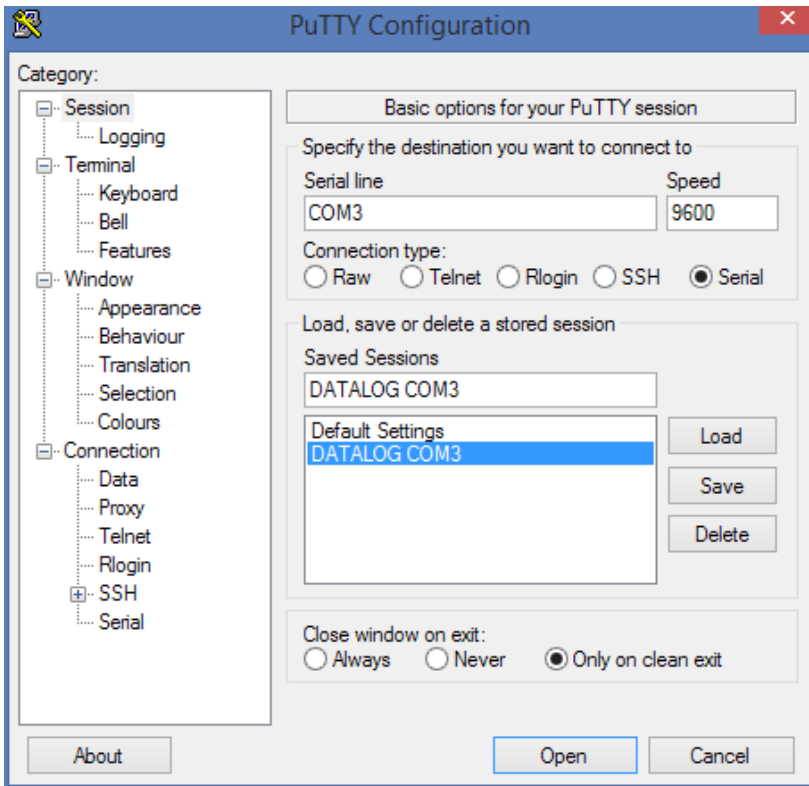 PuTTY Configuration
Category:
Session
Logging
Terminal
Keyboard
Bell
Features
Window
Appearance
Behaviour
Translation
Selection
Colours
Connection
Data
Proxy
Telnet
Rlogin
SSH
Serial
Basic options for your PuTTY session
Specify the destination you want to connect to
Serial line Speed
COM3 9600
Connection type:
Raw Telnet Rlogin SSH Serial
Load, save or delete a stored session
Saved Sessions
DATALOG COM3
Default Settings
DATALOG COM3
Load
Save
Delete
Close window on exit:
Always Never Only on clean exit
About Open Cancel